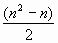 (n² − n)
2